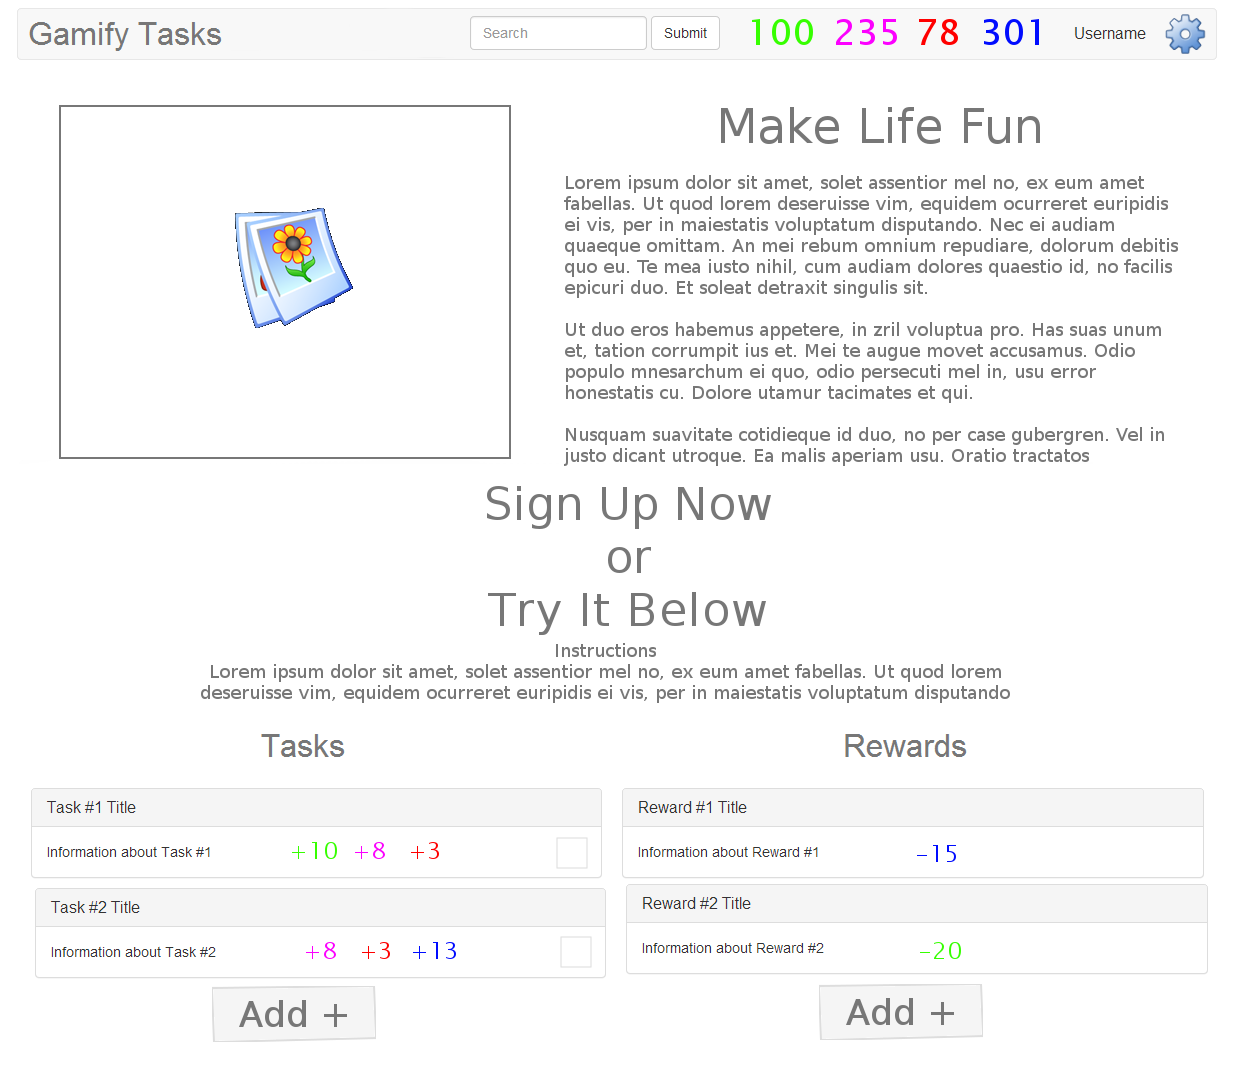 Gamify Tasks Search Submit 100 235 78 301 Username
Make Life Fun
Lorem ipsum dolor sit amet, solet assentior mel no, ex eum amet
fabellas. Ut quod lorem deseruisse vim, equidem ocurreret euripidis
ei vis, per in maiestatis voluptatum disputando. Nec ei audiam
quaeque omittam. An mei rebum omnium repudiare, dolorum debitis
quo eu. Te mea iusto nihil, cum audiam dolores quaestio id, no facilis
epicuri duo. Et soleat detraxit singulis sit.
Ut duo eros habemus appetere, in zril voluptua pro. Has suas unum
et, tation corrumpit ius et. Mei te augue movet accusamus. Odio
populo mnesarchum ei quo, odio persecuti mel in, usu error
honestatis cu. Dolore utamur tacimates et qui.
Nusquam suavitate cotidieque id duo, no per case gubergren. Vel in
justo dicant utroque. Ea malis aperiam usu. Oratio tractatos
Sign Up Now
or
Try It Below
Instructions
Lorem ipsum dolor sit amet, solet assentior mel no, ex eum amet fabellas. Ut quod lorem
deseruisse vim, equidem ocurreret euripidis ei vis, per in maiestatis voluptatum disputando
Tasks
Task #1 Title
Information about Task #1 +10 +8 +3
Task #2 Title
Information about Task #2 +8 +3 +13
Add +
Rewards
Reward #1 Title
Information about Reward #1 -15
Reward #2 Title
Information about Reward #2 -20
Add +